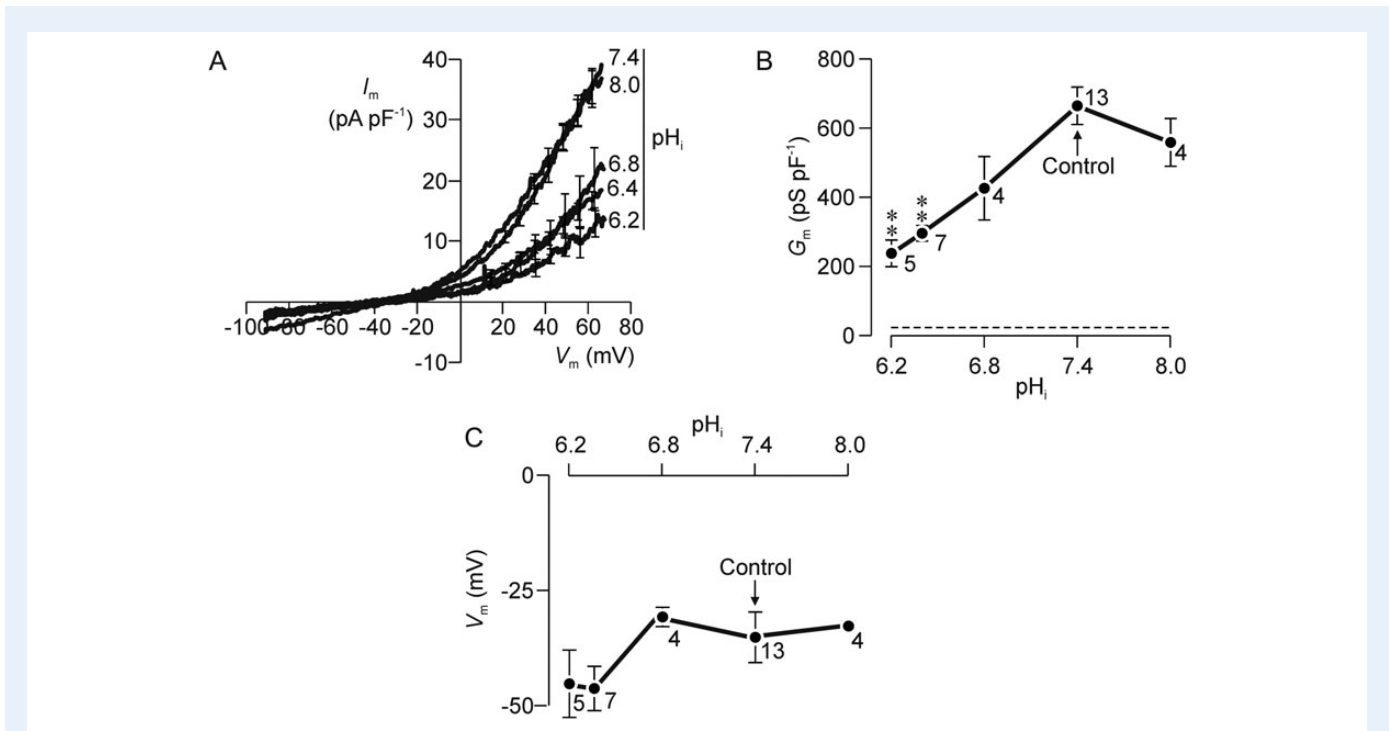 A
40
30
20
10
-10
Iₘ
(pA pF⁻¹)
7.4
8.0
6.8
6.4
6.2
pHᵢ
-100 -80 -60 -40 -20 20 40 60 80
Vₘ (mV)
B
800
600
400
200
0
Gₘ (pS pF⁻¹)
**
5
**
7
4
13
Control
4
6.2 6.8 7.4 8.0
pHᵢ
C
pHᵢ
6.2 6.8 7.4 8.0
0
-25
-50
Vₘ (mV)
Control
5 7 4 13 4